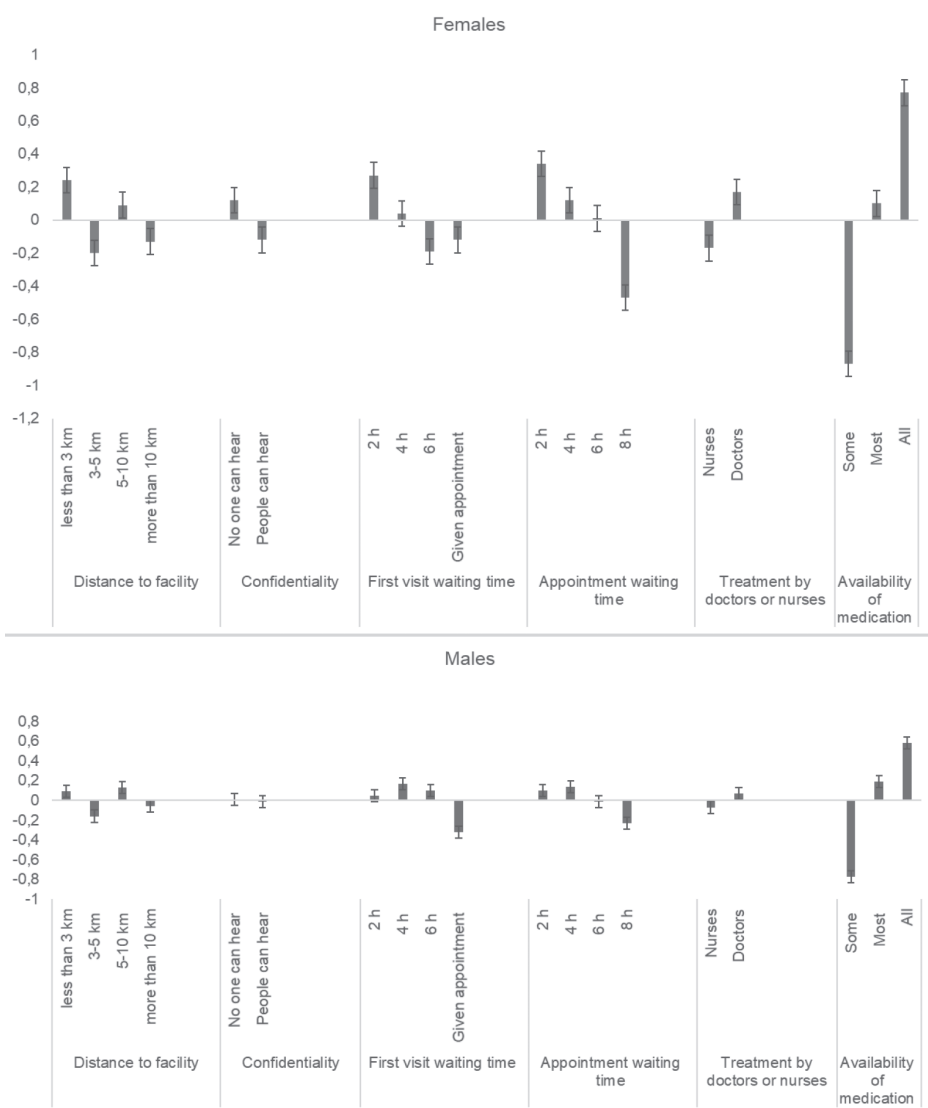 Females
1
0,8
0,6
0,4
0,2
0
-0,2
-0,4
-0,6
-0,8
-1
-1,2
less than 3 km
3-5 km
5-10 km
more than 10 km
No one can hear
People can hear
2 h
4 h
6 h
Given appointment
2 h
4 h
6 h
8 h
Nurses
Doctors
Some
Most
All
Distance to facility
Confidentiality
First visit waiting time
Appointment waiting
time
Treatment by
doctors or nurses
Availability
of
medication
Males
0,8
0,6
0,4
0,2
0
-0,2
-0,4
-0,6
-0,8
-1
less than 3 km
3-5 km
5-10 km
more than 10 km
No one can hear
People can hear
2 h
4 h
6 h
Given appointment
2 h
4 h
6 h
8 h
Nurses
Doctors
Some
Most
All
Distance to facility
Confidentiality
First visit waiting time
Appointment waiting
time
Treatment by
doctors or nurses
Availability
of
medication